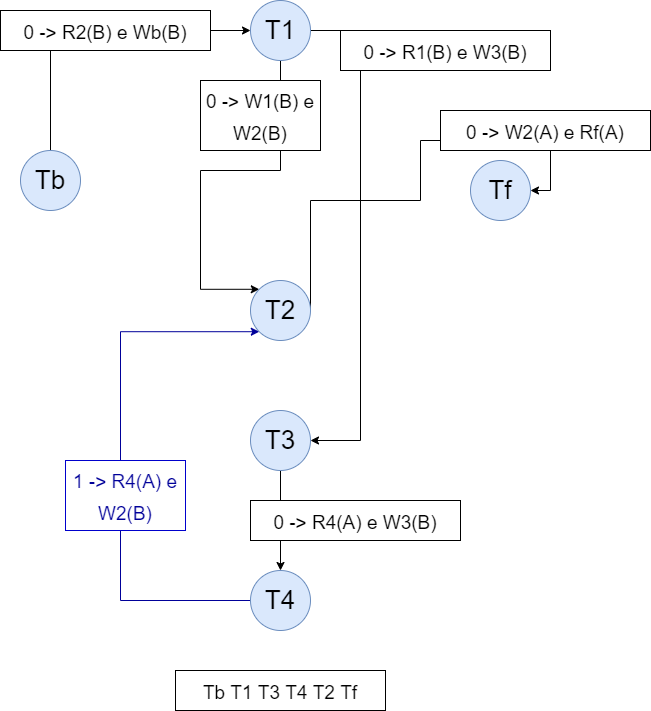 0 -> R2(B) e Wb(B)
T1
0 -> R1(B) e W3(B)
0 -> W1(B) e
W2(B)
0 -> W2(A) e Rf(A)
Tb
Tf
T2
T3
1 -> R4(A) e
W2(B)
0 -> R4(A) e W3(B)
T4
Tb T1 T3 T4 T2 Tf